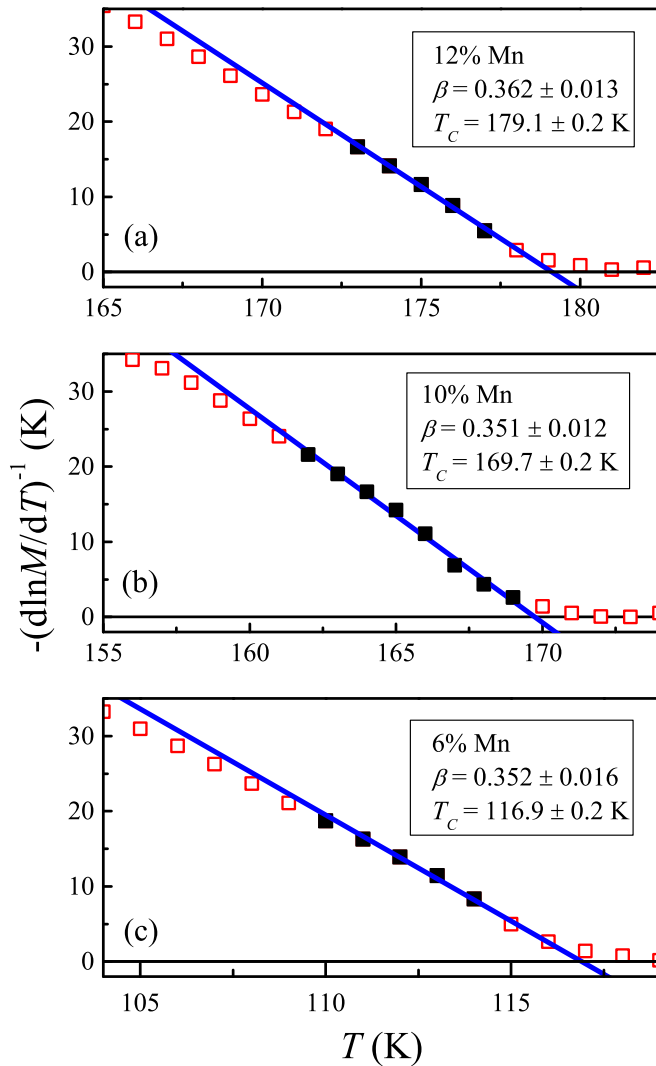 30
20
10
0
12% Mn
β = 0.362 ± 0.013
T_C = 179.1 ± 0.2 K
(a)
165 170 175 180
30
20
10
0
10% Mn
β = 0.351 ± 0.012
T_C = 169.7 ± 0.2 K
(b)
155 160 165 170
-(dlnM/dT)⁻¹ (K)
30
20
10
0
6% Mn
β = 0.352 ± 0.016
T_C = 116.9 ± 0.2 K
(c)
105 110 115
T (K)